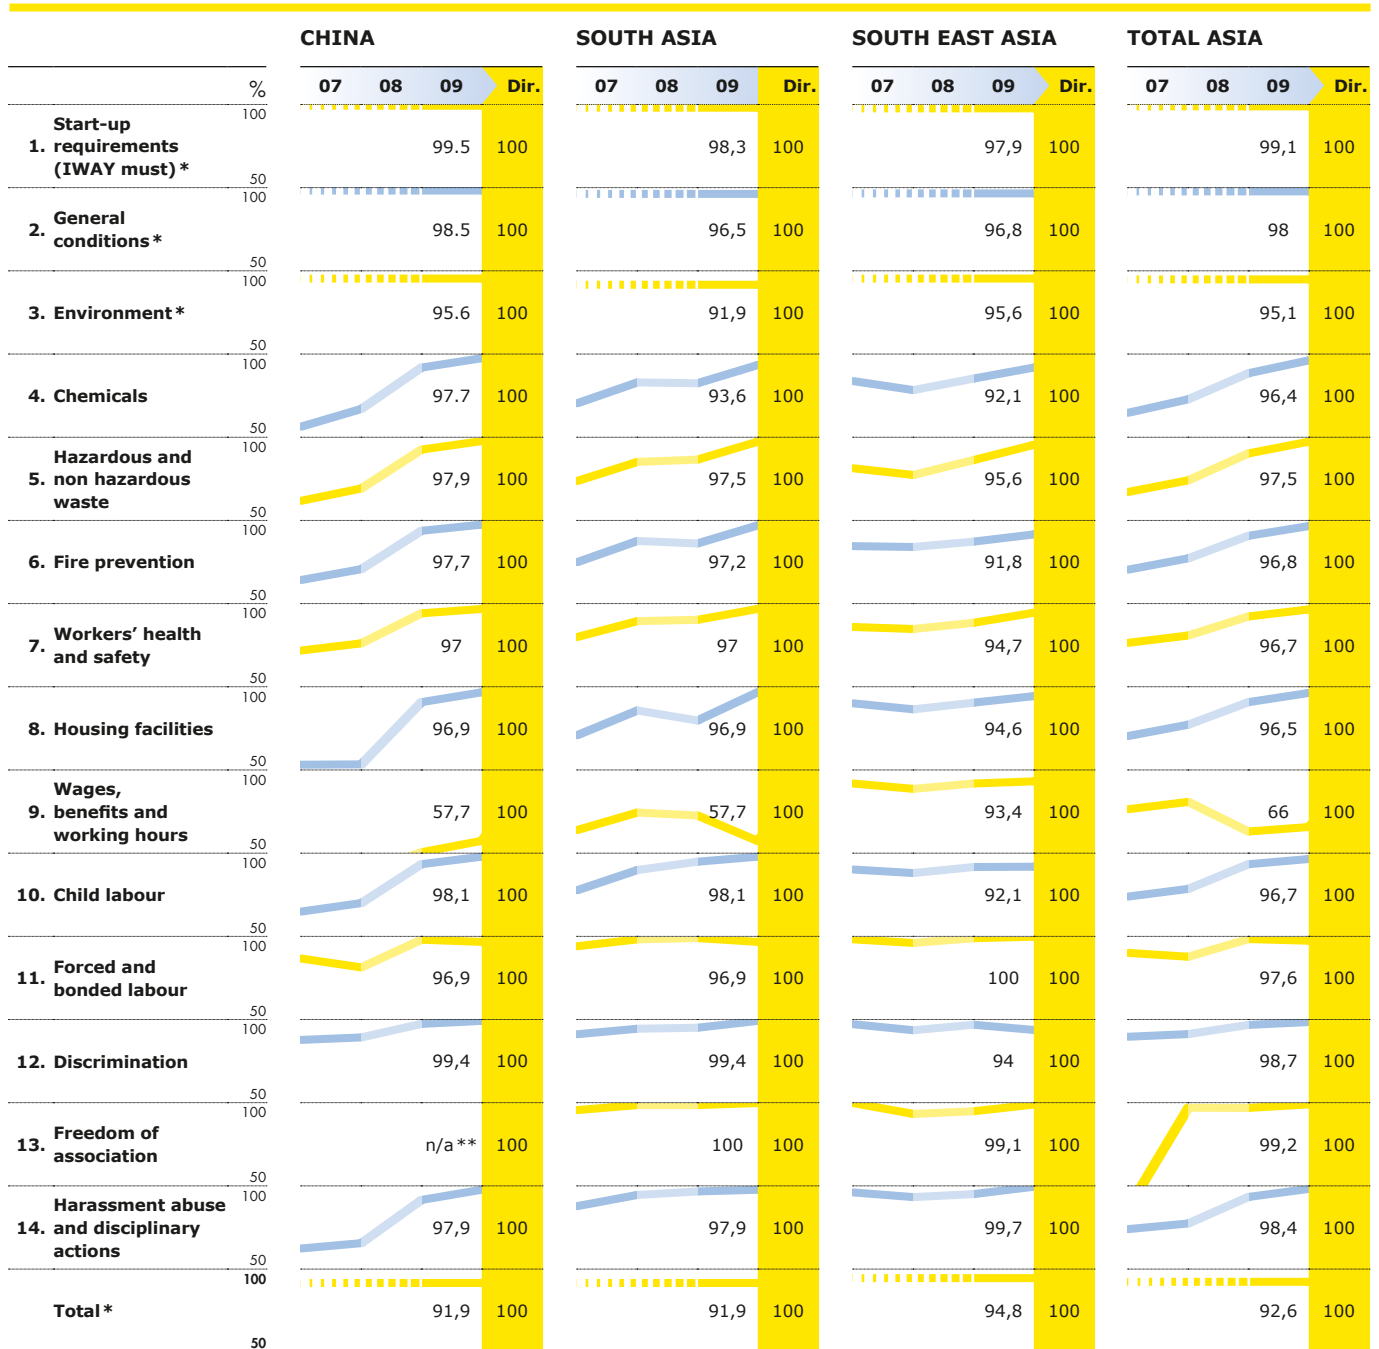 CHINA SOUTH ASIA SOUTH EAST ASIA TOTAL ASIA
% 07 08 09 Dir. 07 08 09 Dir. 07 08 09 Dir. 07 08 09 Dir.
100
Start-up
1. requirements 99.5 100 98,3 100 97,9 100 99,1 100
(IWAY must) *
50
100
General
2. conditions * 98.5 100 96,5 100 96,8 100 98 100
50
100
3. Environment * 95.6 100 91,9 100 95,6 100 95,1 100
50
100
4. Chemicals 97.7 100 93,6 100 92,1 100 96,4 100
50
100
Hazardous and
5. non hazardous 97,9 100 97,5 100 95,6 100 97,5 100
waste
50
100
6. Fire prevention 97,7 100 97,2 100 91,8 100 96,8 100
50
100
Workers’ health
7. and safety 97 100 97 100 94,7 100 96,7 100
50
100
8. Housing facilities 96,9 100 96,9 100 94,6 100 96,5 100
50
100
Wages,
9. benefits and 57,7 100 57,7 100 93,4 100 66 100
working hours
50
100
10. Child labour 98,1 100 98,1 100 92,1 100 96,7 100
50
100
Forced and
11. bonded labour 96,9 100 96,9 100 100 100 97,6 100
50
100
12. Discrimination 99,4 100 99,4 100 94 100 98,7 100
50
100
Freedom of
13. association n/a ** 100 100 100 99,1 100 99,2 100
50
100
Harassment abuse
14. and disciplinary 97,9 100 97,9 100 99,7 100 98,4 100
actions
50
100
Total * 91,9 100 91,9 100 94,8 100 92,6 100
50